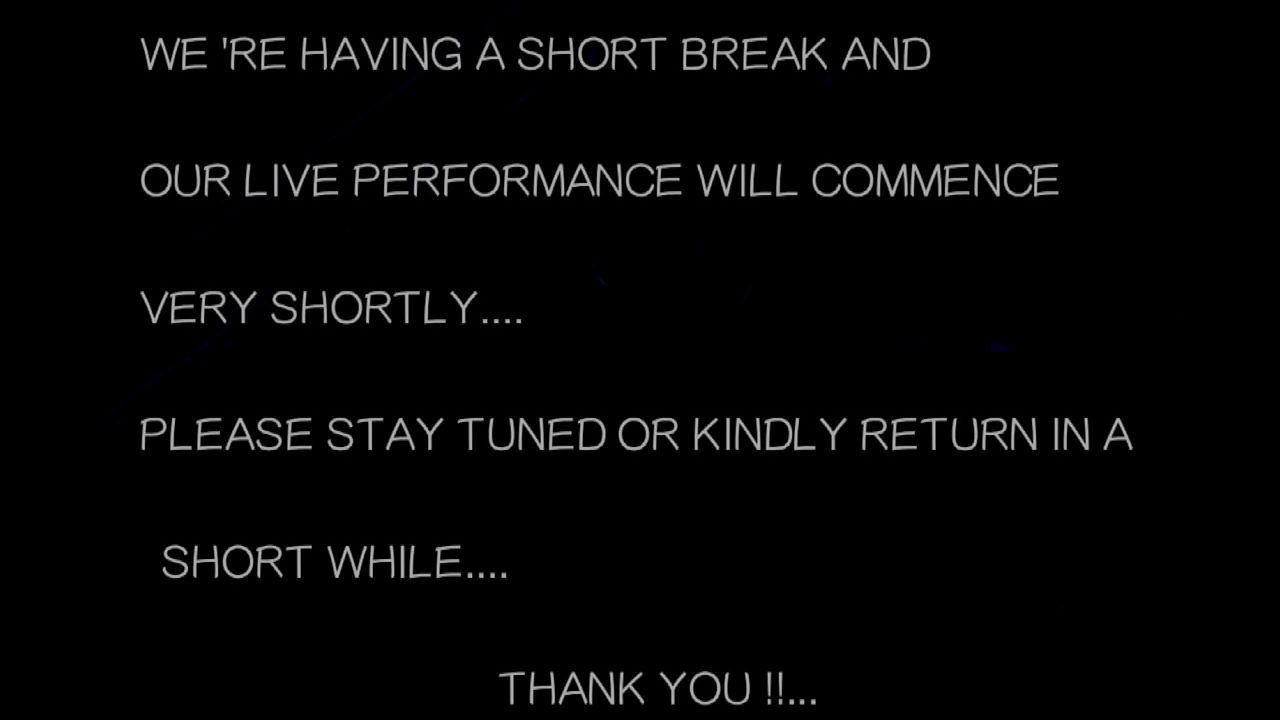 WE 'RE HAVING A SHORT BREAK AND
OUR LIVE PERFORMANCE WILL COMMENCE
VERY SHORTLY....
PLEASE STAY TUNED OR KINDLY RETURN IN A
SHORT WHILE....
THANK YOU !!...